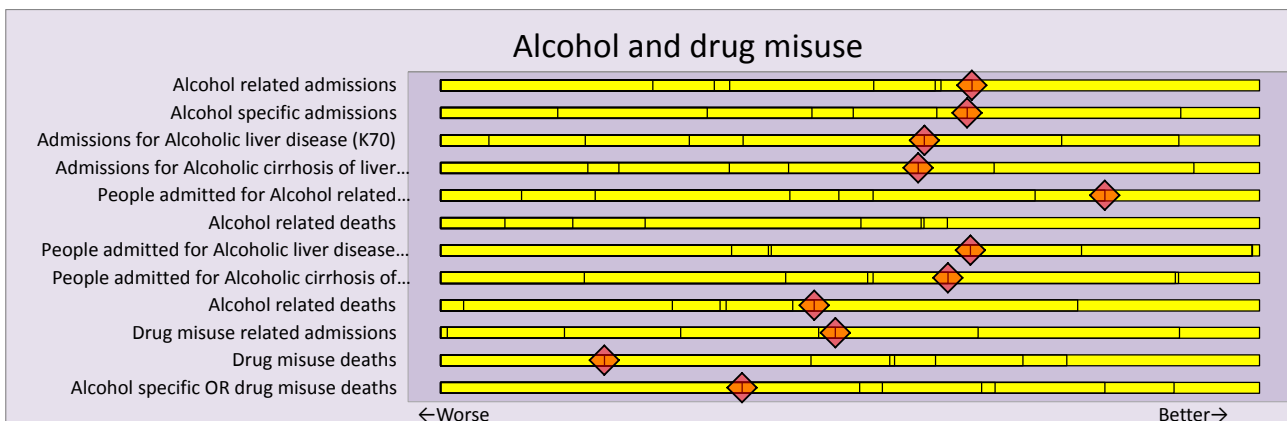 Alcohol and drug misuse
Alcohol related admissions
Alcohol specific admissions
Admissions for Alcoholic liver disease (K70)
Admissions for Alcoholic cirrhosis of liver...
People admitted for Alcohol related...
Alcohol related deaths
People admitted for Alcoholic liver disease...
People admitted for Alcoholic cirrhosis of...
Alcohol related deaths
Drug misuse related admissions
Drug misuse deaths
Alcohol specific OR drug misuse deaths
←Worse Better→